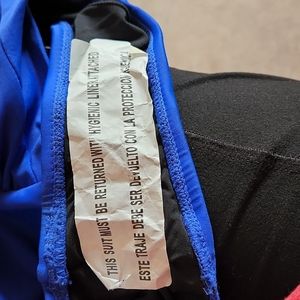 THIS SUIT MUST BE RETURNED WITH HYGIENIC LINER ATTACHED
ESTE TRAJE DEBE SER DEVUELTO CON LA PROTECCION